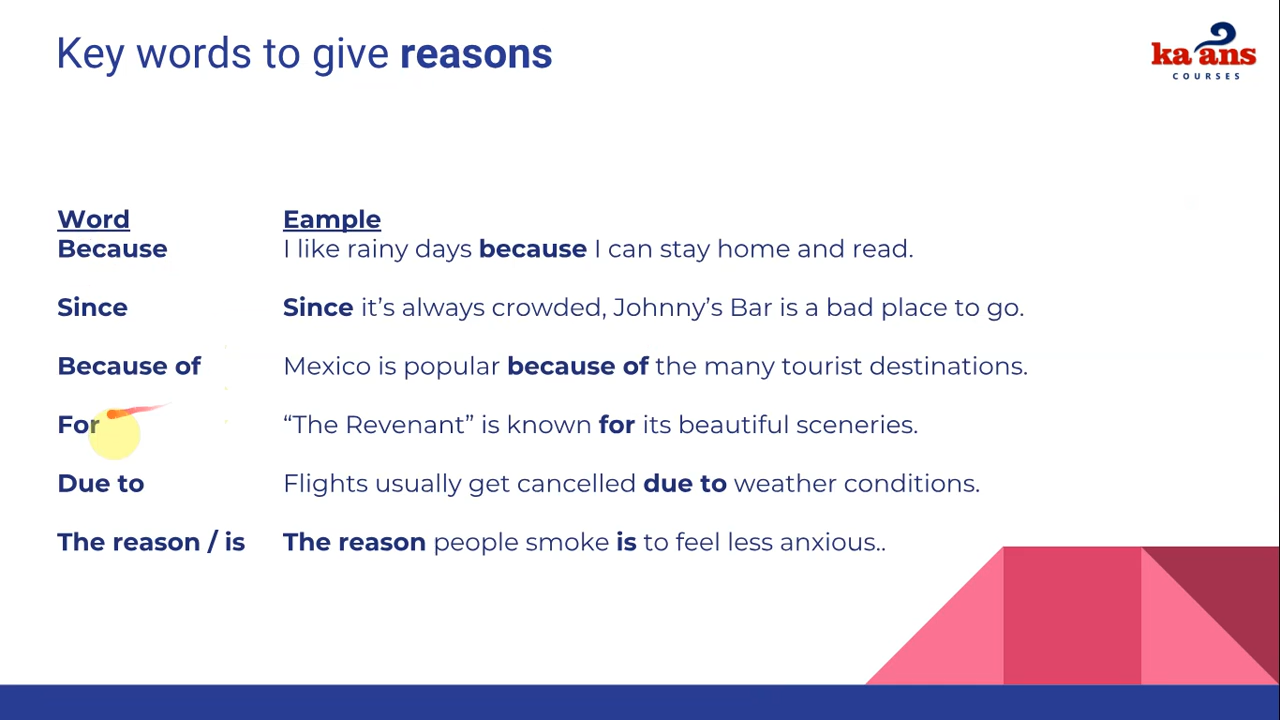 Key words to give reasons
ka ans
COURSES
Word Eample
Because I like rainy days because I can stay home and read.
Since Since it’s always crowded, Johnny’s Bar is a bad place to go.
Because of Mexico is popular because of the many tourist destinations.
For “The Revenant” is known for its beautiful sceneries.
Due to Flights usually get cancelled due to weather conditions.
The reason / is The reason people smoke is to feel less anxious..